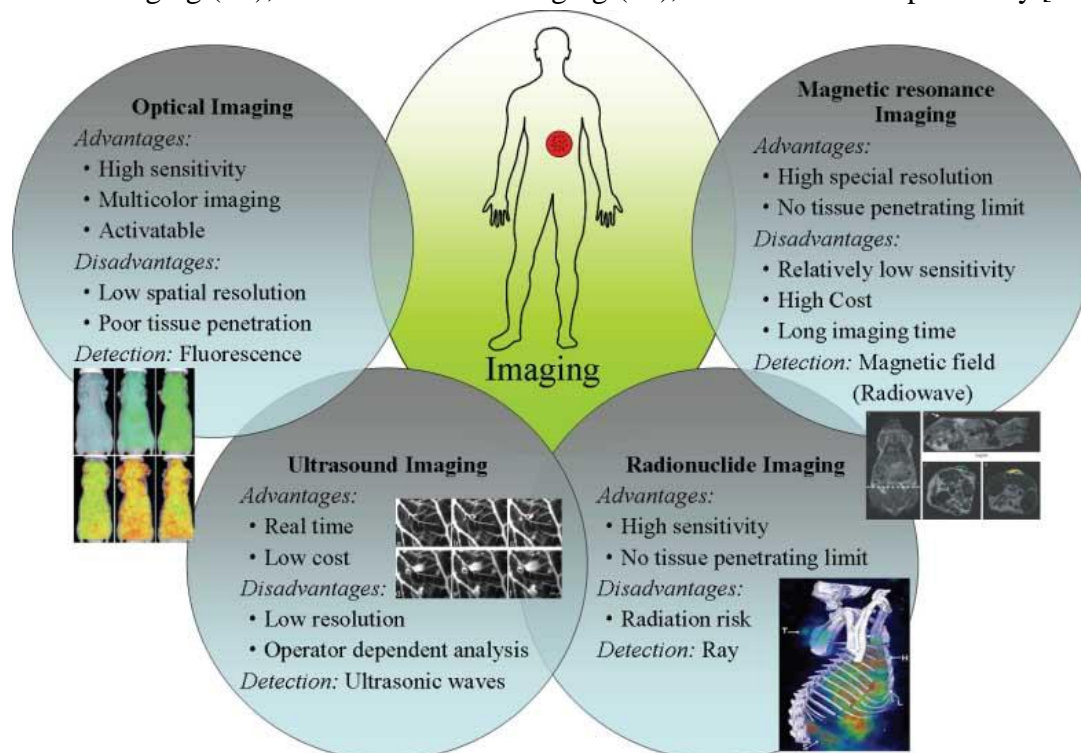 Optical Imaging
Advantages:
• High sensitivity
• Multicolor imaging
• Activatable
Disadvantages:
• Low spatial resolution
• Poor tissue penetration
Detection: Fluorescence
Imaging
Magnetic resonance
Imaging
Advantages:
• High special resolution
• No tissue penetrating limit
Disadvantages:
• Relatively low sensitivity
• High Cost
• Long imaging time
Detection: Magnetic field
(Radiowave)
Ultrasound Imaging
Advantages:
• Real time
• Low cost
Disadvantages:
• Low resolution
• Operator dependent analysis
Detection: Ultrasonic waves
Radionuclide Imaging
Advantages:
• High sensitivity
• No tissue penetrating limit
Disadvantages:
• Radiation risk
Detection: Ray
T
H
L